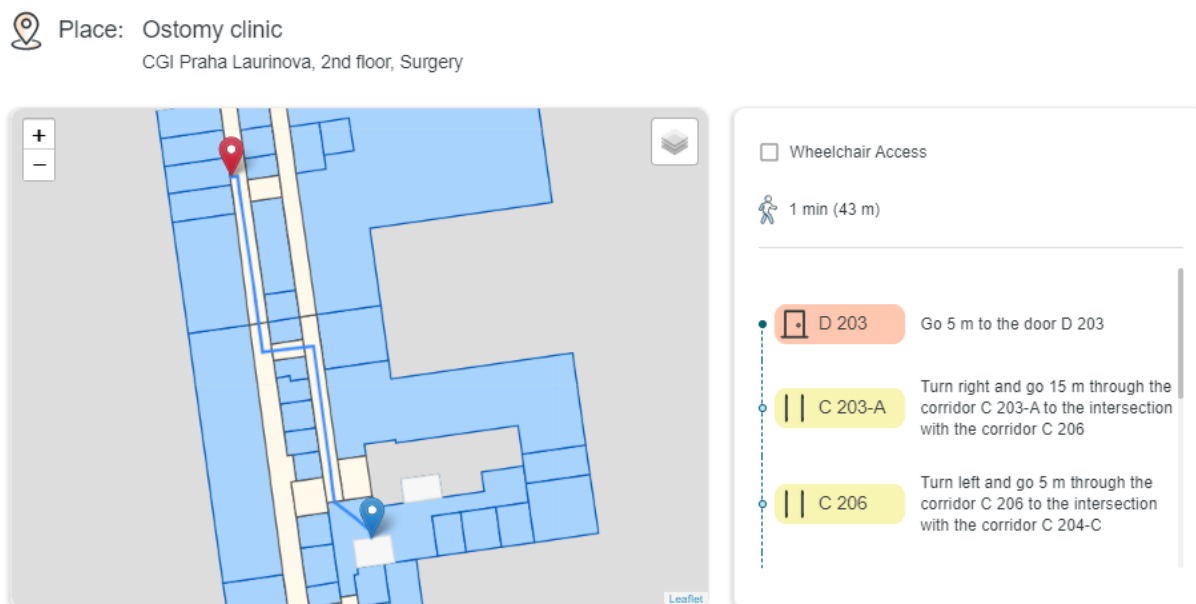 Place: Ostomy clinic
CGI Praha Laurinova, 2nd floor, Surgery
+
−
Leaflet
Wheelchair Access
1 min (43 m)
D 203
Go 5 m to the door D 203
C 203-A
Turn right and go 15 m through the
corridor C 203-A to the intersection
with the corridor C 206
C 206
Turn left and go 5 m through the
corridor C 206 to the intersection
with the corridor C 204-C